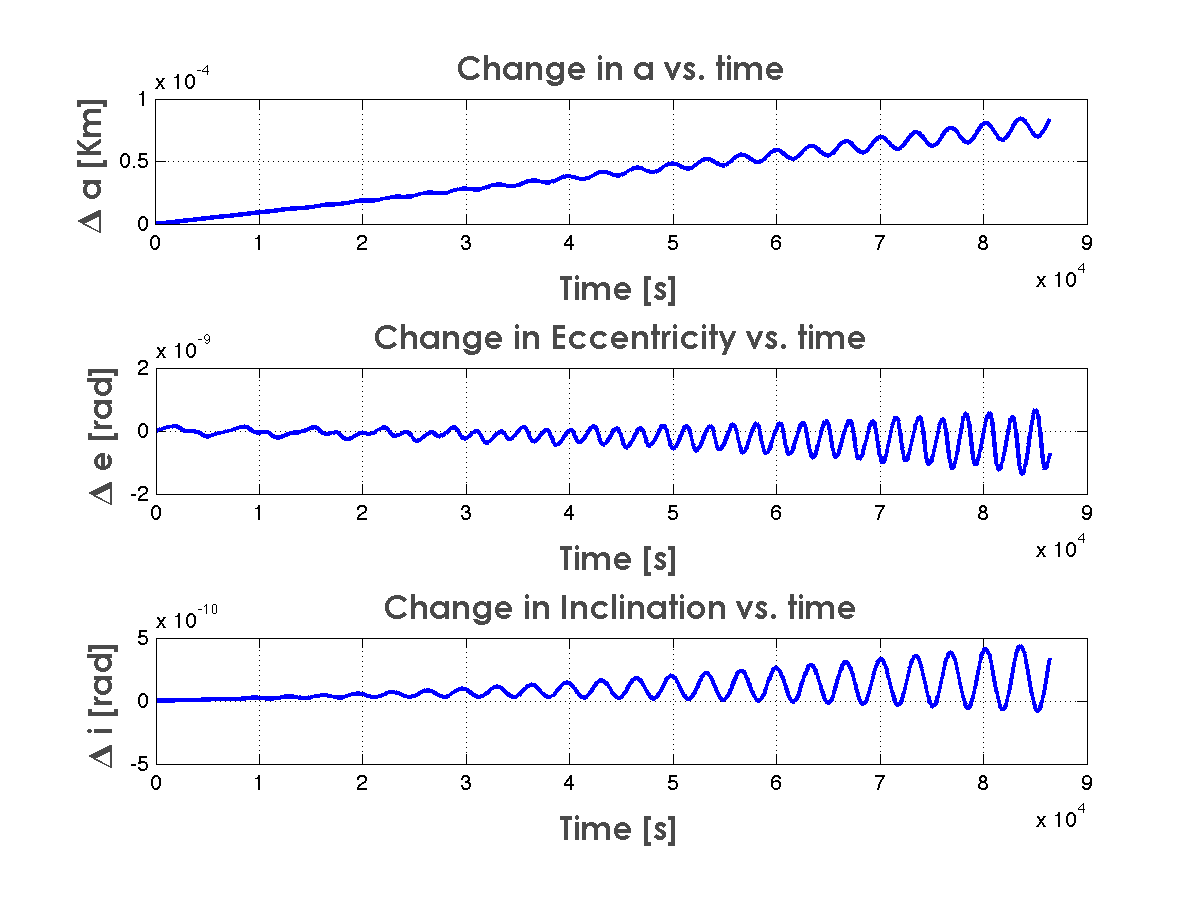 Change in a vs. time
x 10^-4
Δ a [Km]
1
0.5
0
0 1 2 3 4 5 6 7 8 9
x 10^4
Time [s]
Change in Eccentricity vs. time
x 10^-9
Δ e [rad]
2
0
-2
0 1 2 3 4 5 6 7 8 9
x 10^4
Time [s]
Change in Inclination vs. time
x 10^-10
Δ i [rad]
5
0
-5
0 1 2 3 4 5 6 7 8 9
x 10^4
Time [s]